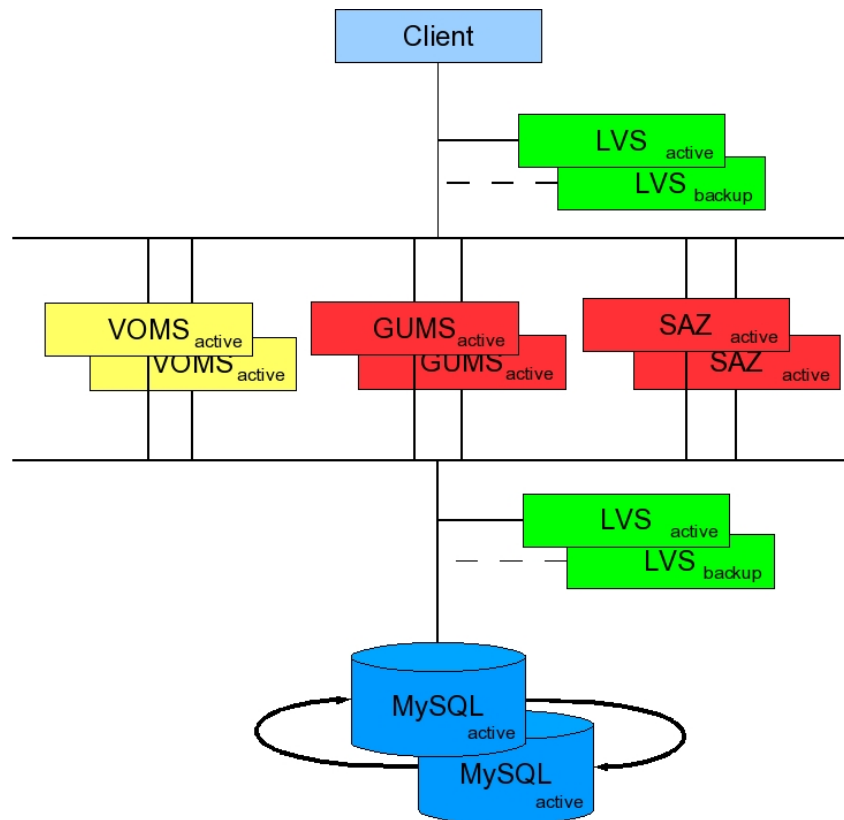 Client
LVS active
LVS backup
VOMS active
VOMS active
GUMS active
GUMS active
SAZ active
SAZ active
LVS active
LVS backup
MySQL active
MySQL active